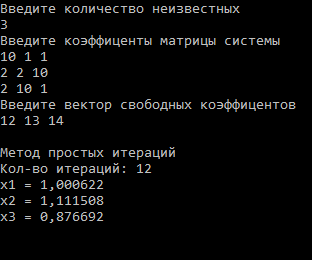 Введите количество неизвестных
3
Введите коэффиценты матрицы системы
10 1 1
2 2 10
2 10 1
Введите вектор свободных коэффицентов
12 13 14
Метод простых итераций
Кол-во итераций: 12
x1 = 1,000622
x2 = 1,111508
x3 = 0,876692